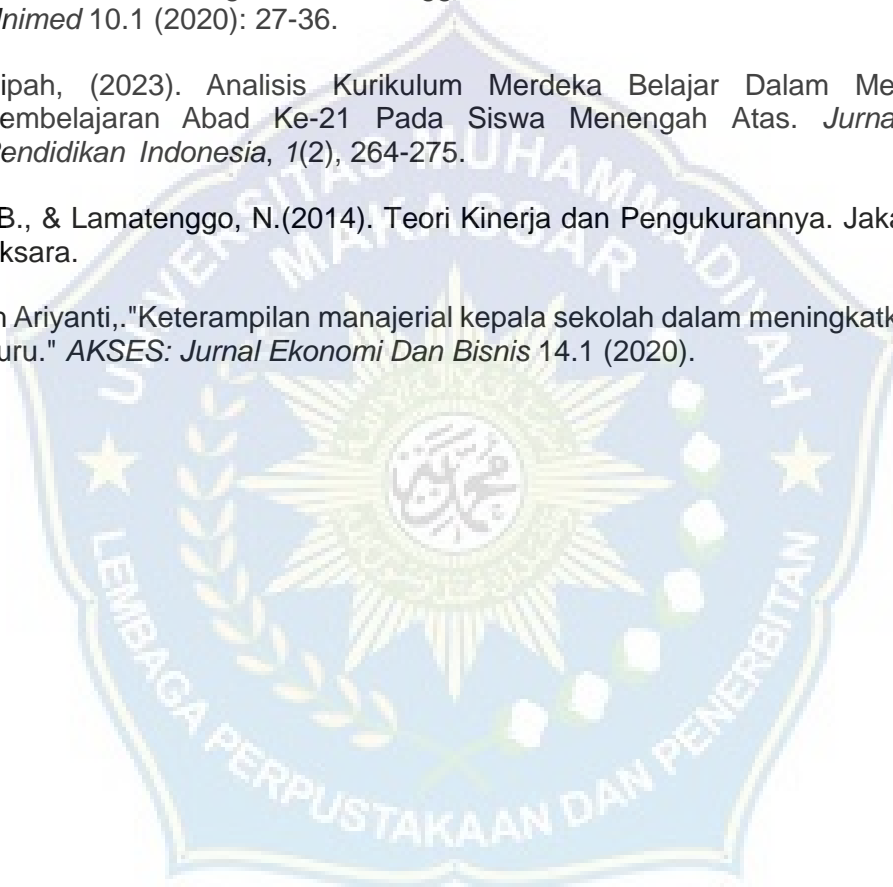 Unimed 10.1 (2020): 27-36.
ipah, (2023). Analisis Kurikulum Merdeka Belajar Dalam Me
embelajaran Abad Ke-21 Pada Siswa Menengah Atas. Jurna
Pendidikan Indonesia, 1(2), 264-275.
B., & Lamatenggo, N.(2014). Teori Kinerja dan Pengukurannya. Jaka
ksara.
n Ariyanti,."Keterampilan manajerial kepala sekolah dalam meningkatk
uru." AKSES: Jurnal Ekonomi Dan Bisnis 14.1 (2020).
UNIVERSITAS MUHAMMADIYAH
MAKASSAR
محمد
LEMBAGA PERPUSTAKAAN DAN PENERBITAN